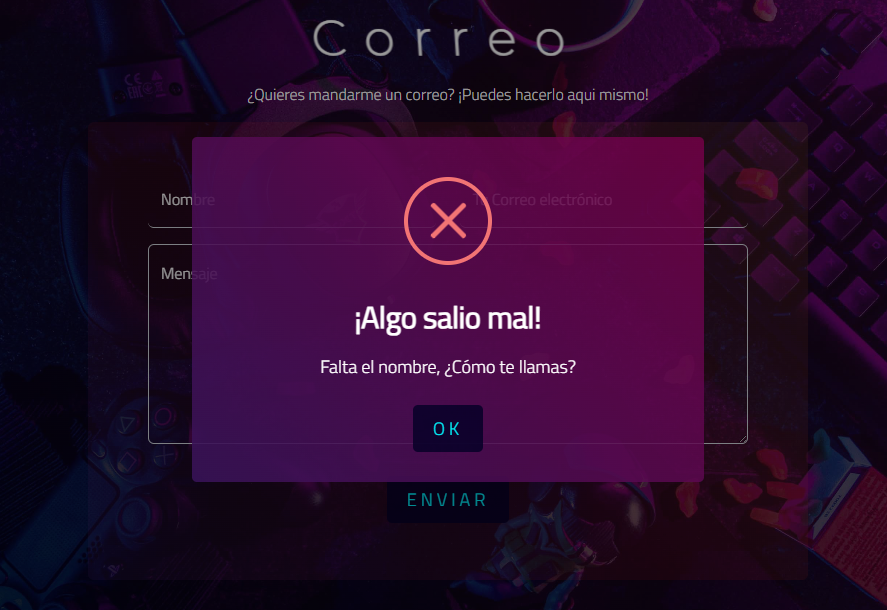 Correo
¿Quieres mandarme un correo? ¡Puedes hacerlo aqui mismo!
Nombre
Tu Correo electrónico
Mensaje
¡Algo salio mal!
Falta el nombre, ¿Cómo te llamas?
OK
ENVIAR